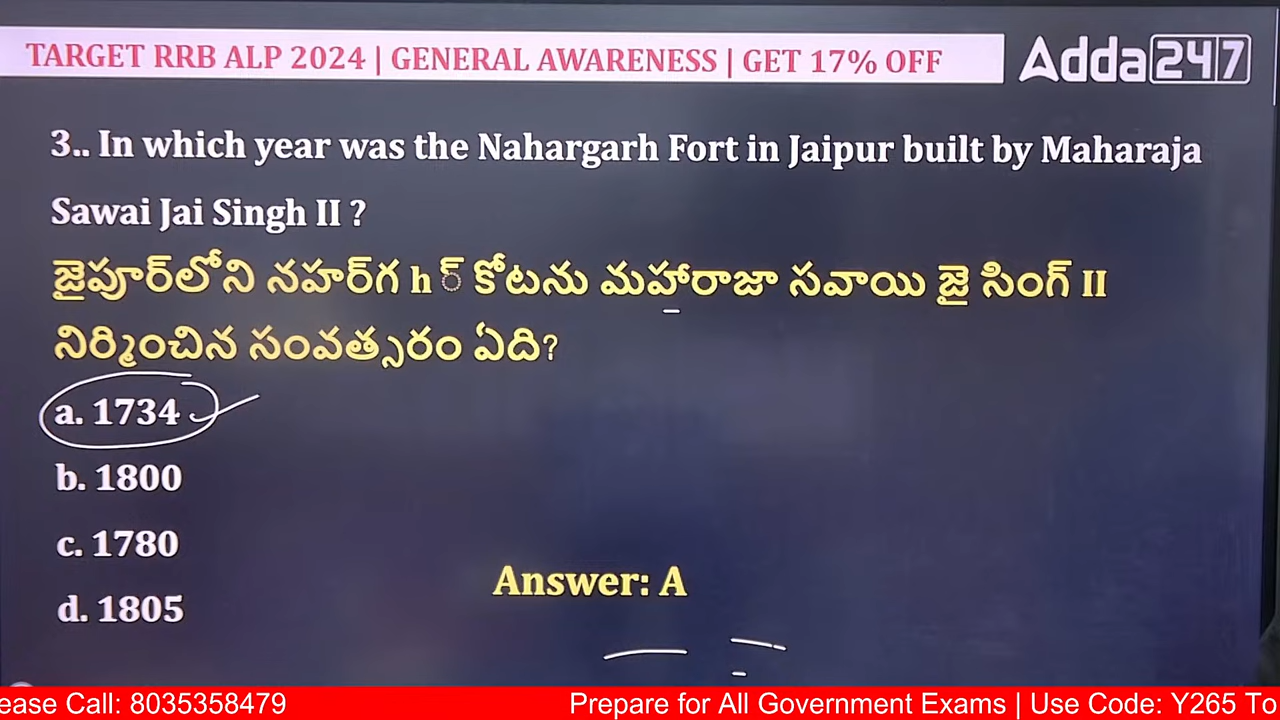 TARGET RRB ALP 2024 | GENERAL AWARENESS | GET 17% OFF
Adda247
3.. In which year was the Nahargarh Fort in Jaipur built by Maharaja
Sawai Jai Singh II ?
జైపూర్‌లోని నహర్‌గ h ్ కోటను మహారాజా సవాయి జై సింగ్ II
నిర్మించిన సంవత్సరం ఏది?
a. 1734
b. 1800
c. 1780
d. 1805
Answer: A
ease Call: 8035358479 Prepare for All Government Exams | Use Code: Y265 To